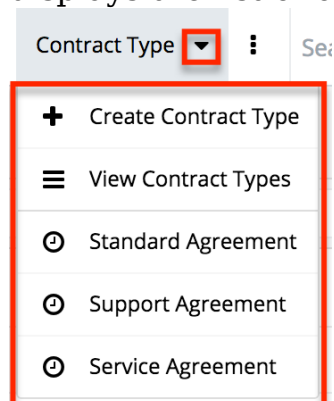 Contract Type
Create Contract Type
View Contract Types
Standard Agreement
Support Agreement
Service Agreement